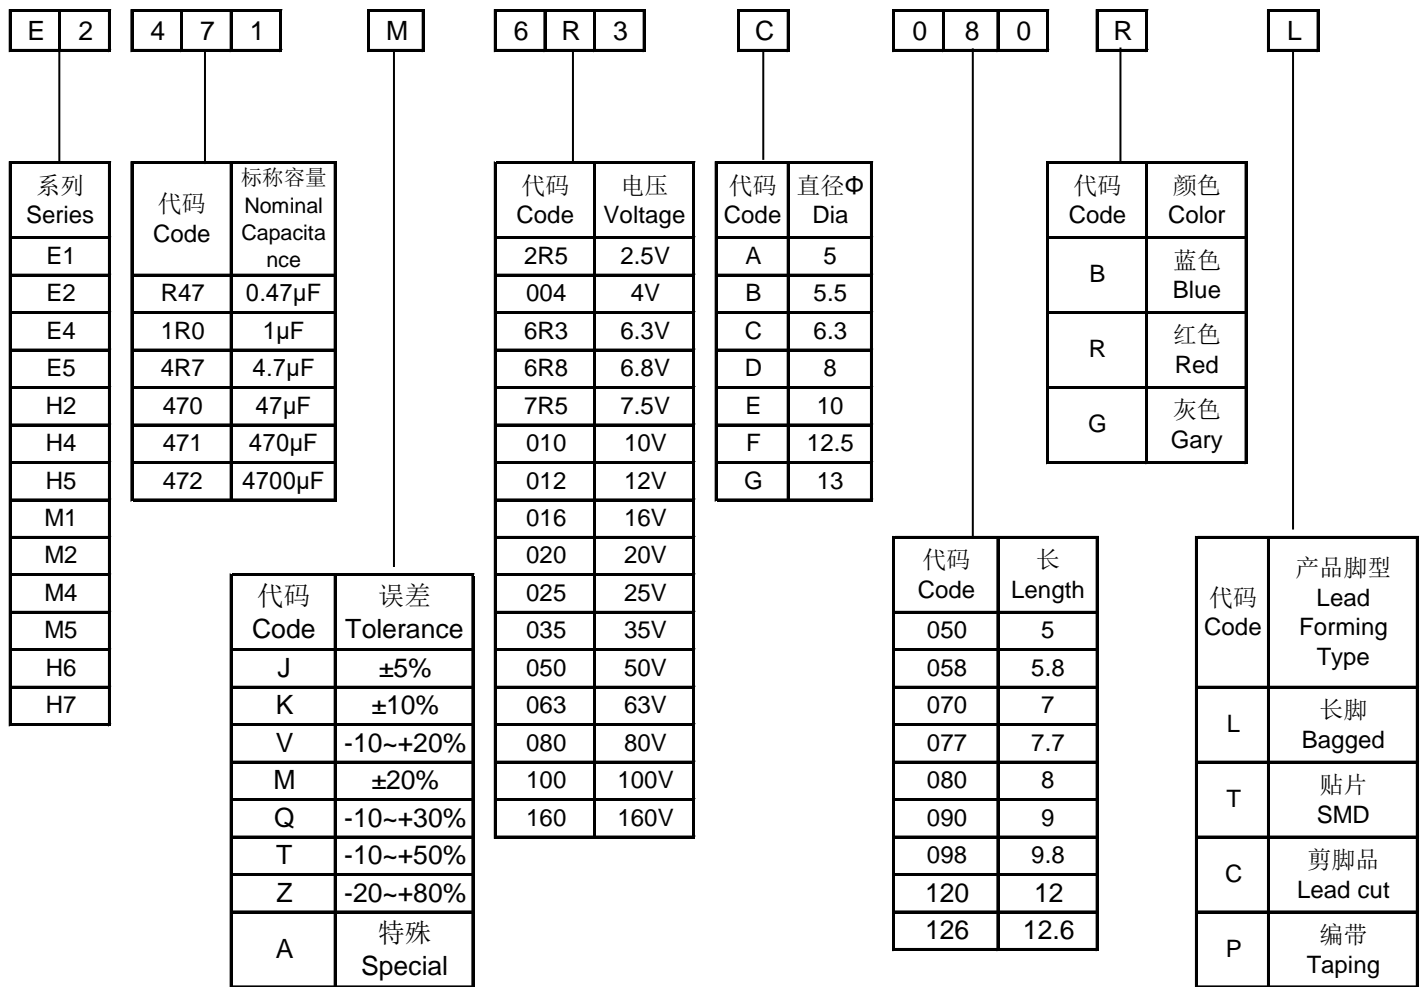 E 2 4 7 1 M 6 R 3 C 0 8 0 R L
系列
Series
E1
E2
E4
E5
H2
H4
H5
M1
M2
M4
M5
H6
H7
代码
Code
标称容量
Nominal
Capacita
nce
R47 0.47µF
1R0 1µF
4R7 4.7µF
470 47µF
471 470µF
472 4700µF
代码
Code
误差
Tolerance
J ±5%
K ±10%
V -10~+20%
M ±20%
Q -10~+30%
T -10~+50%
Z -20~+80%
A
特殊
Special
代码
Code
电压
Voltage
2R5 2.5V
004 4V
6R3 6.3V
6R8 6.8V
7R5 7.5V
010 10V
012 12V
016 16V
020 20V
025 25V
035 35V
050 50V
063 63V
080 80V
100 100V
160 160V
代码
Code
直径Φ
Dia
A 5
B 5.5
C 6.3
D 8
E 10
F 12.5
G 13
代码
Code
长
Length
050 5
058 5.8
070 7
077 7.7
080 8
090 9
098 9.8
120 12
126 12.6
代码
Code
颜色
Color
B
蓝色
Blue
R
红色
Red
G
灰色
Gary
代码
Code
产品脚型
Lead
Forming
Type
L
长脚
Bagged
T
贴片
SMD
C
剪脚品
Lead cut
P
编带
Taping